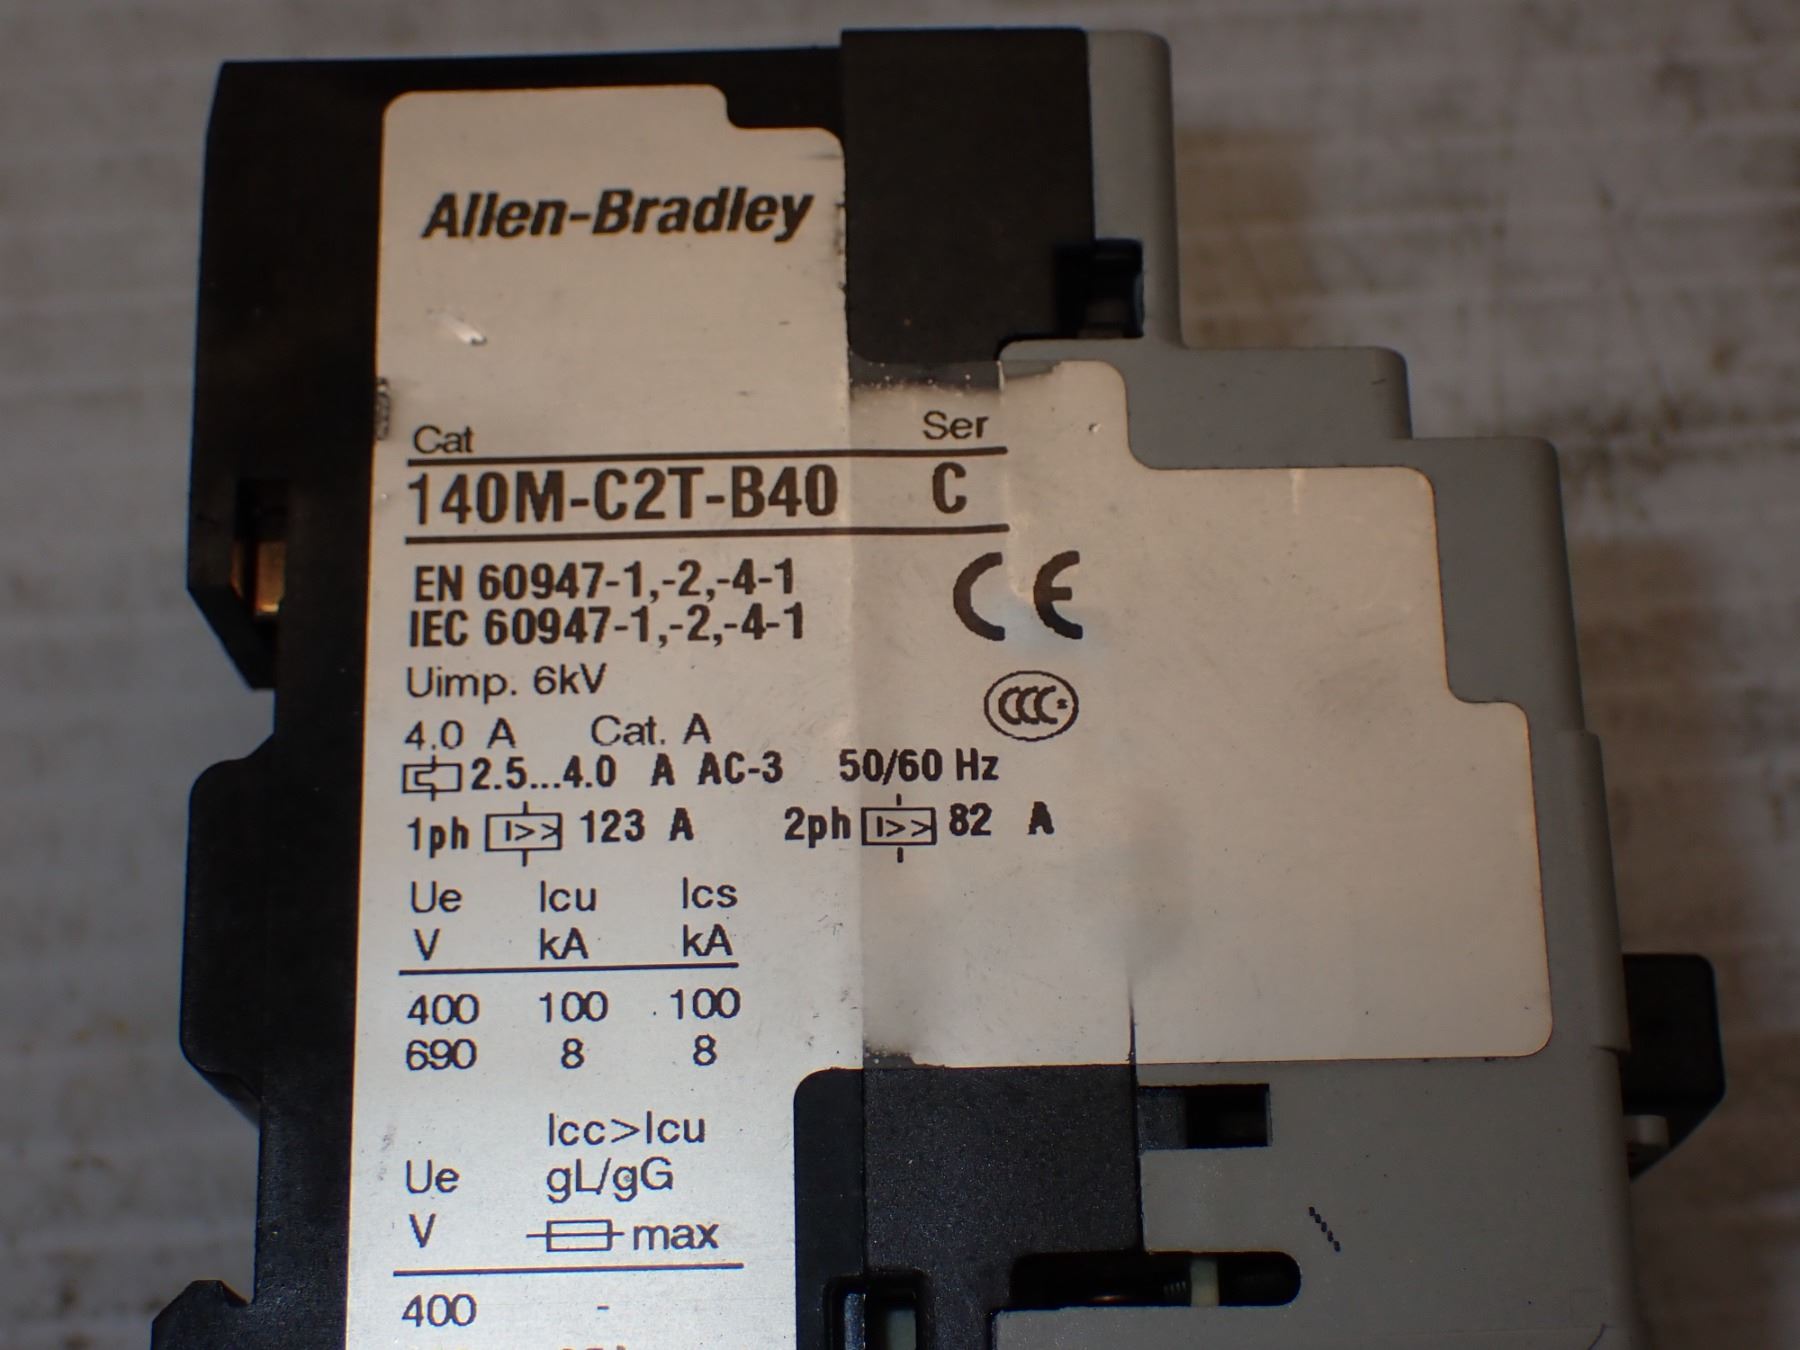 Allen-Bradley
Cat Ser
140M-C2T-B40 C
EN 60947-1,-2,-4-1
IEC 60947-1,-2,-4-1
CE
Uimp. 6kV
CCC
4.0 A Cat. A
2.5...4.0 A AC-3 50/60 Hz
1ph I>> 123 A 2ph I>> 82 A
Ue Icu Ics
V kA kA
400 100 100
690 8 8
Icc>Icu
Ue gL/gG
V max
400 -